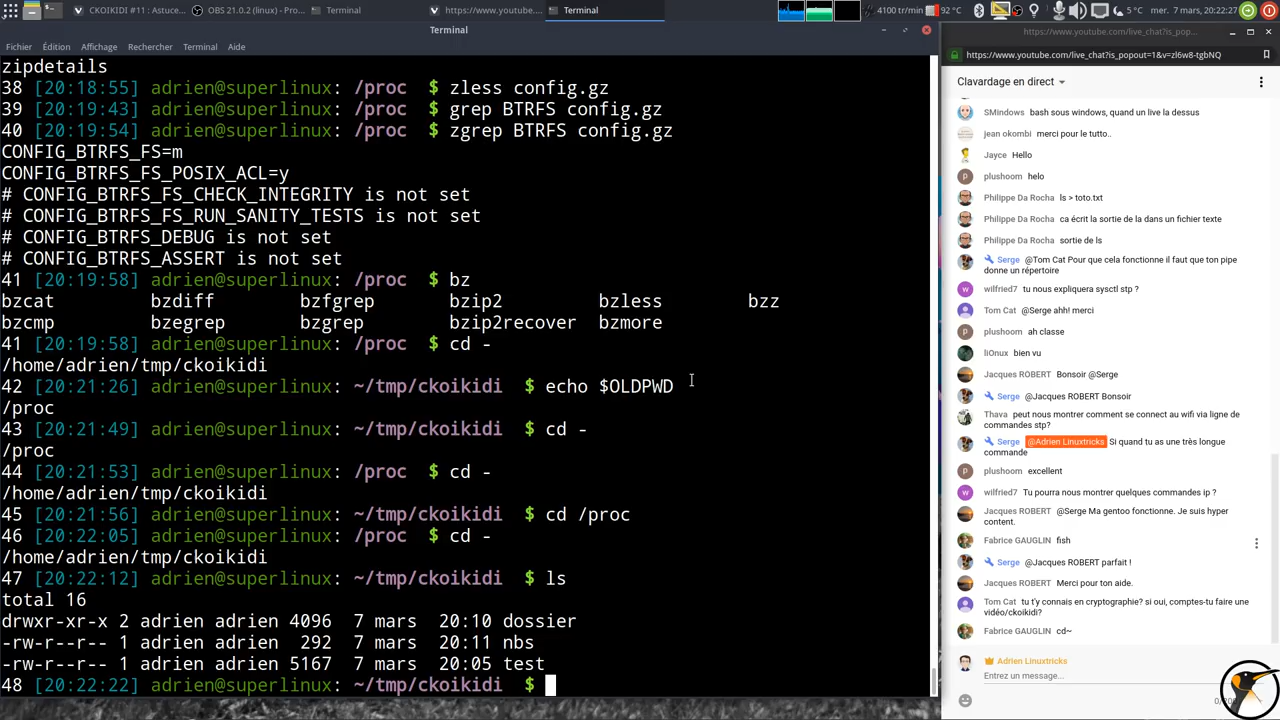 CKOIKIDI #11 : Astuce...
OBS 21.0.2 (linux) - Pro...
Terminal
https://www.youtube....
Terminal
4100 tr/min
92 °C
5 °C
mer. 7 mars, 20:22:27
Terminal
Fichier Édition Affichage Rechercher Terminal Aide
zipdetails
38 [20:18:55] adrien@superlinux: /proc $ zless config.gz
39 [20:19:43] adrien@superlinux: /proc $ grep BTRFS config.gz
40 [20:19:54] adrien@superlinux: /proc $ zgrep BTRFS config.gz
CONFIG_BTRFS_FS=m
CONFIG_BTRFS_FS_POSIX_ACL=y
# CONFIG_BTRFS_FS_CHECK_INTEGRITY is not set
# CONFIG_BTRFS_FS_RUN_SANITY_TESTS is not set
# CONFIG_BTRFS_DEBUG is not set
# CONFIG_BTRFS_ASSERT is not set
41 [20:19:58] adrien@superlinux: /proc $ bz
bzcat bzdiff bzfgrep bzip2 bzless bzz
bzcmp bzegrep bzgrep bzip2recover bzmore
41 [20:19:58] adrien@superlinux: /proc $ cd -
/home/adrien/tmp/ckoikidi
42 [20:21:26] adrien@superlinux: ~/tmp/ckoikidi $ echo $OLDPWD
/proc
43 [20:21:49] adrien@superlinux: ~/tmp/ckoikidi $ cd -
/proc
44 [20:21:53] adrien@superlinux: /proc $ cd -
/home/adrien/tmp/ckoikidi
45 [20:21:56] adrien@superlinux: ~/tmp/ckoikidi $ cd /proc
46 [20:22:05] adrien@superlinux: /proc $ cd -
/home/adrien/tmp/ckoikidi
47 [20:22:12] adrien@superlinux: ~/tmp/ckoikidi $ ls
total 16
drwxr-xr-x 2 adrien adrien 4096 7 mars 20:10 dossier
-rw-r--r-- 1 adrien adrien 232 7 mars 20:11 nbs
-rw-r--r-- 1 adrien adrien 5167 7 mars 20:05 test
48 [20:22:22] adrien@superlinux: ~/tmp/ckoikidi $
https://www.youtube.com/live_chat?is_pop...
https://www.youtube.com/live_chat?is_popout=1&v=zl6w8-tgbNQ
Clavardage en direct
SMindows bash sous windows, quand un live la dessus
jean okombi merci pour le tutto..
Jayce Hello
plushoom helo
Philippe Da Rocha ls > toto.txt
Philippe Da Rocha ca écrit la sortie de la dans un fichier texte
Philippe Da Rocha sortie de ls
Serge @Tom Cat Pour que cela fonctionne il faut que ton pipe
donne un répertoire
wilfried7 tu nous expliquera sysctl stp ?
Tom Cat @Serge ahh! merci
plushoom ah classe
liOnux bien vu
Jacques ROBERT Bonsoir @Serge
Serge @Jacques ROBERT Bonsoir
Thava peut nous montrer comment se connect au wifi via ligne de
commandes stp?
Serge @Adrien Linuxtricks Si quand tu as une très longue
commande
plushoom excellent
wilfried7 Tu pourra nous montrer quelques commandes ip ?
Jacques ROBERT @Serge Ma gentoo fonctionne. Je suis hyper
content.
Fabrice GAUGLIN fish
Serge @Jacques ROBERT parfait !
Jacques ROBERT Merci pour ton aide.
Tom Cat tu t'y connais en cryptographie? si oui, comptes-tu faire une
vidéo/ckoikidi?
Fabrice GAUGLIN cd~
Adrien Linuxtricks
Entrez un message...